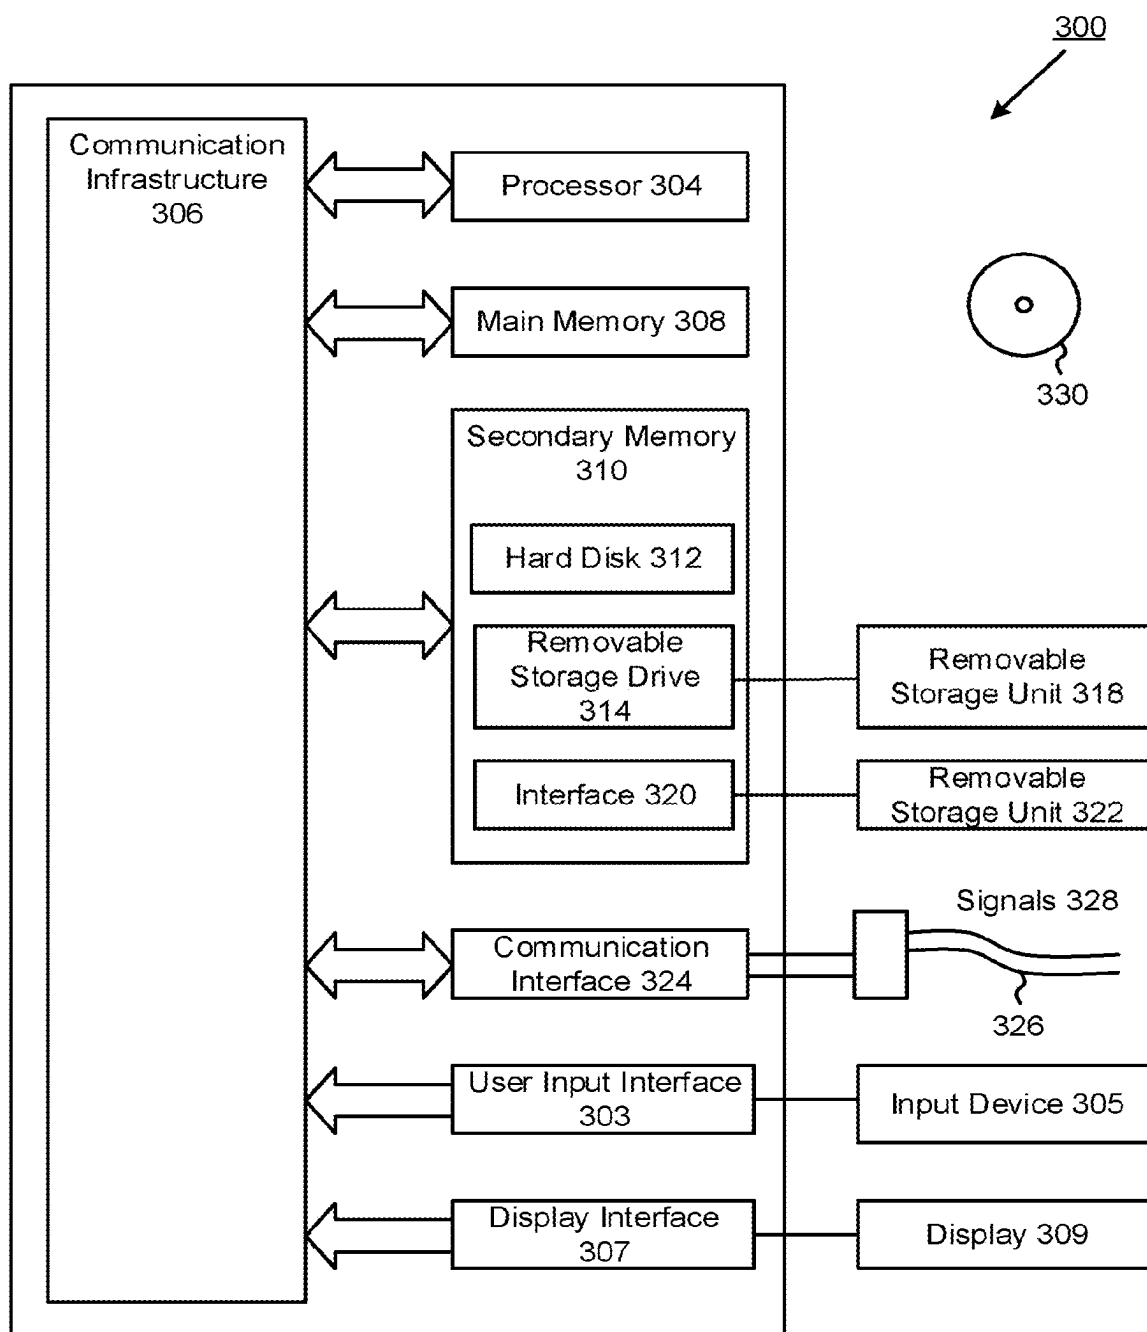 300
Communication
Infrastructure
306
Processor 304
Main Memory 308
330
Secondary Memory
310
Hard Disk 312
Removable
Storage Drive
314
Removable
Storage Unit 318
Interface 320
Removable
Storage Unit 322
Signals 328
Communication
Interface 324
326
User Input Interface
303
Input Device 305
Display Interface
307
Display 309